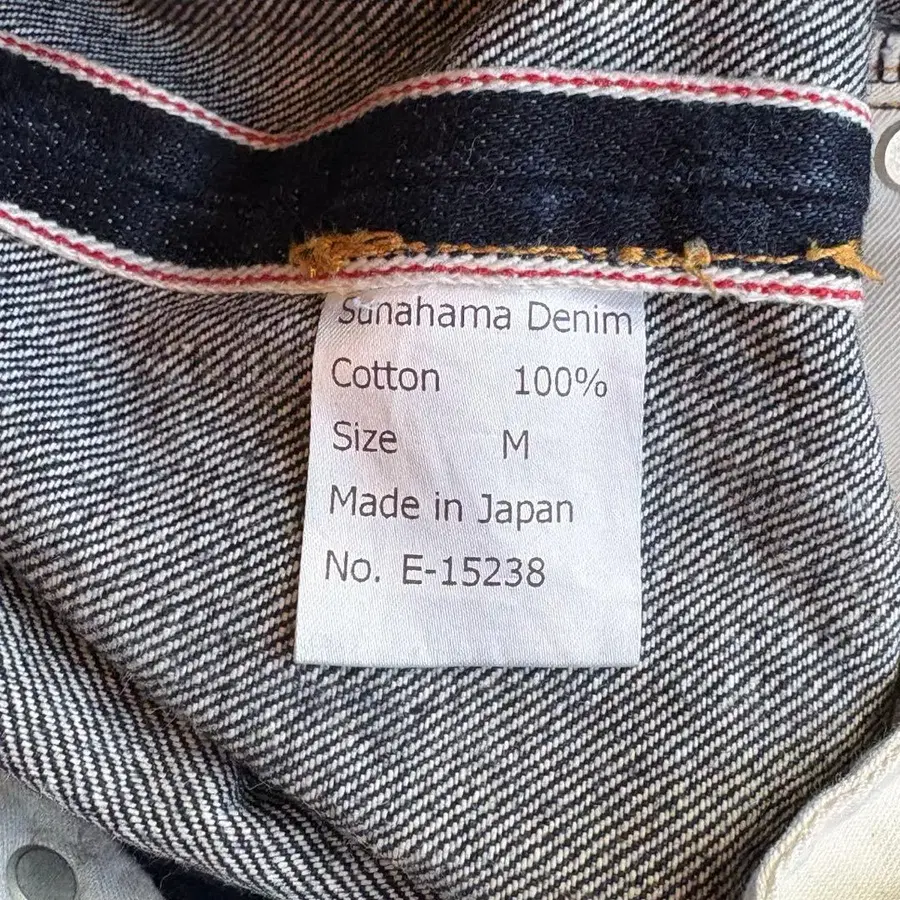 Sunahama Denim
Cotton 100%
Size M
Made in Japan
No. E-15238